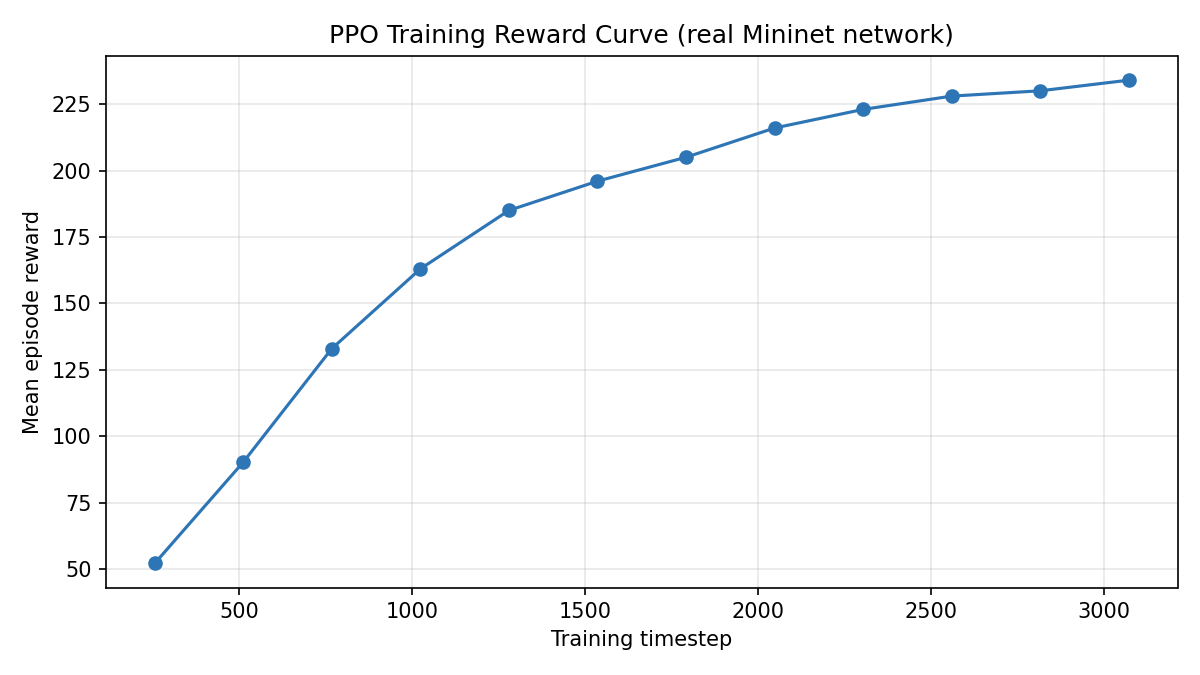 PPO Training Reward Curve (real Mininet network)
Mean episode reward
225
200
175
150
125
100
75
50
500 1000 1500 2000 2500 3000
Training timestep